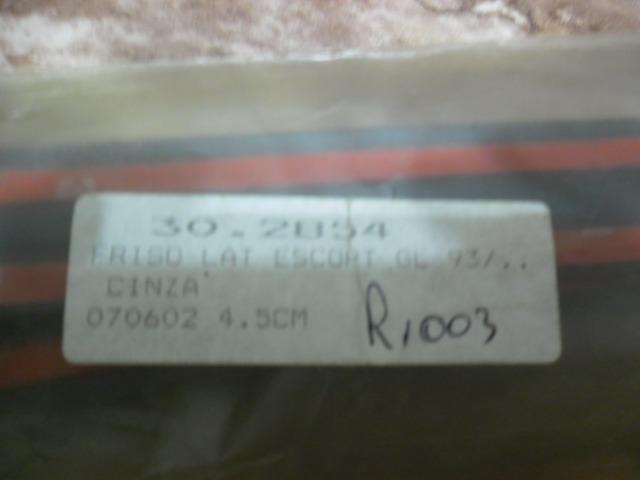 30.2854
FRISO LAT ESCORT GL 93/..
CINZA'
070602 4.5CM
R1003